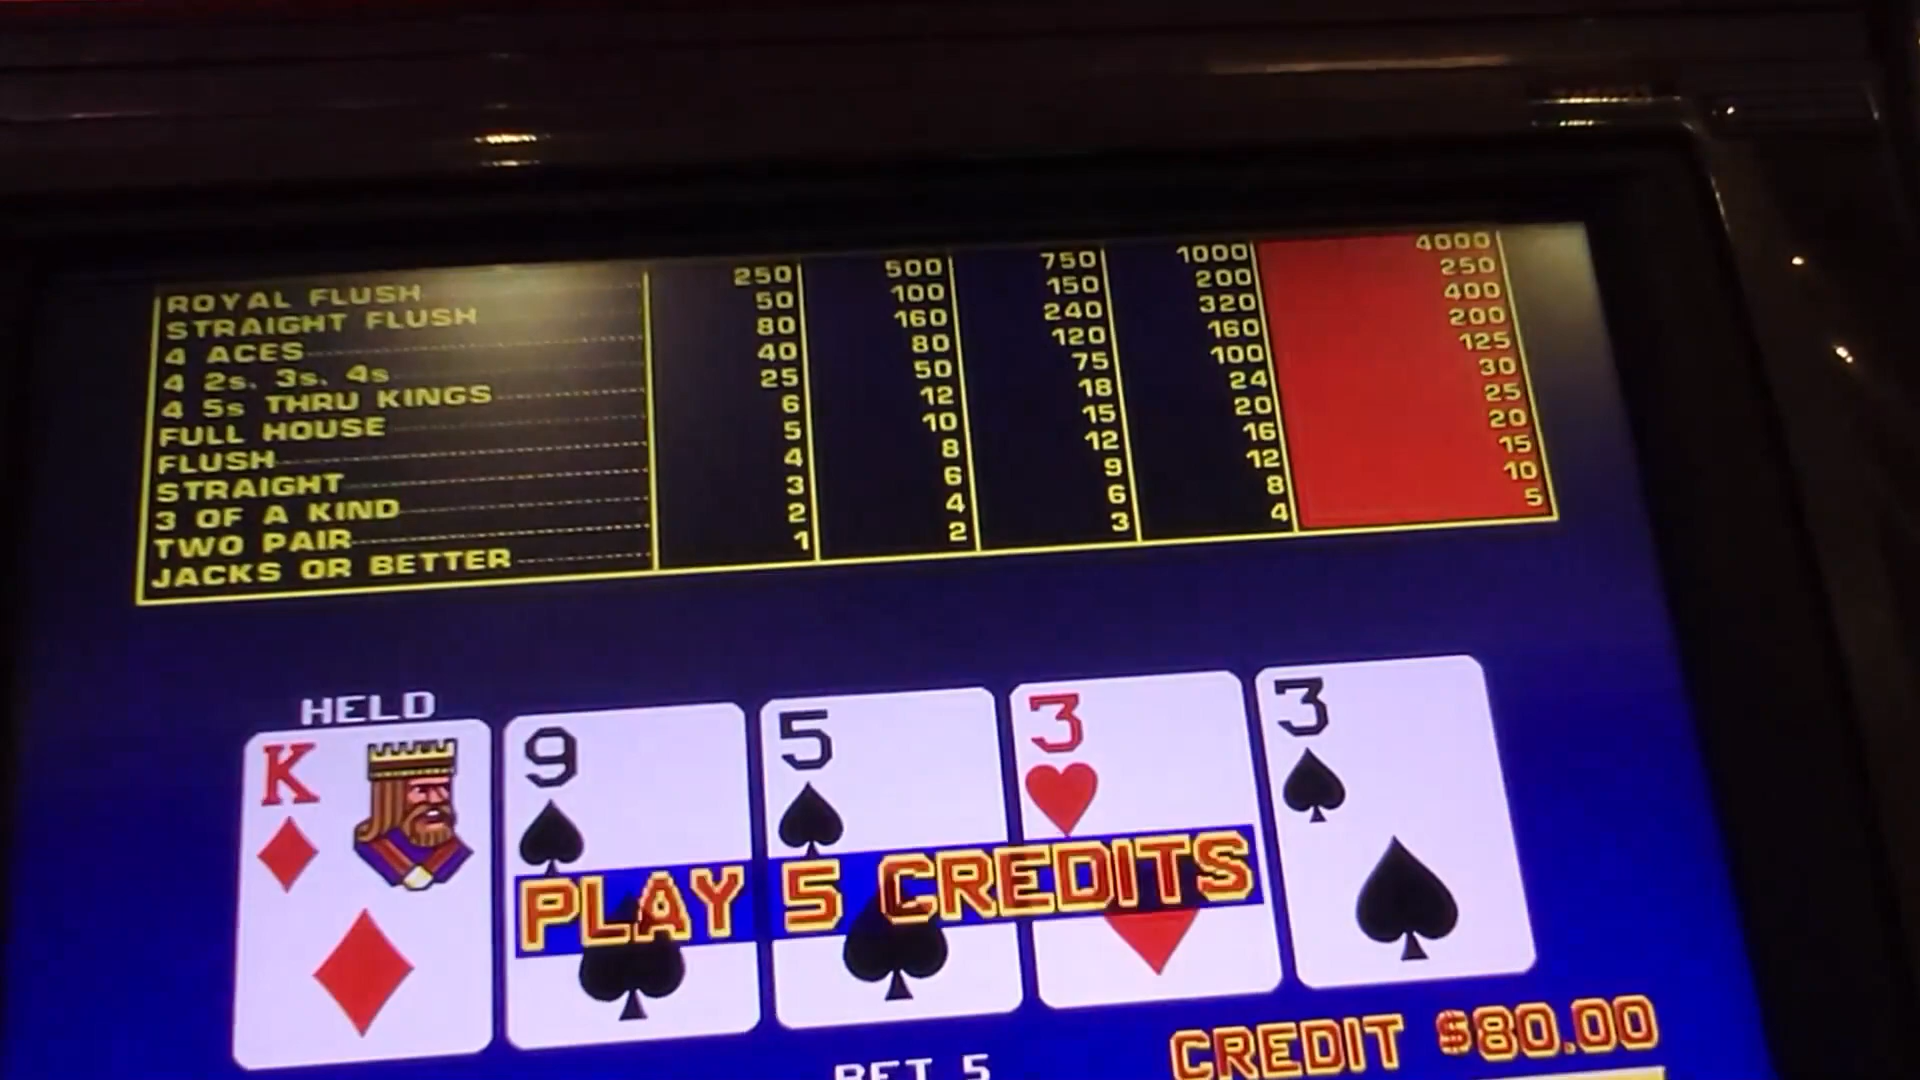 ROYAL FLUSH 250 500 750 1000 4000
STRAIGHT FLUSH 50 100 150 200 250
4 ACES 80 160 240 320 400
4 2s, 3s, 4s 40 80 120 160 200
4 5s THRU KINGS 25 50 75 100 125
FULL HOUSE 6 12 18 24 30
FLUSH 5 10 15 20 25
STRAIGHT 4 8 12 16 20
3 OF A KIND 3 6 9 12 15
TWO PAIR 2 4 6 8 10
JACKS OR BETTER 1 2 3 4 5
HELD
K 9 5 3 3
PLAY 5 CREDITS
BET 5 CREDIT $80.00